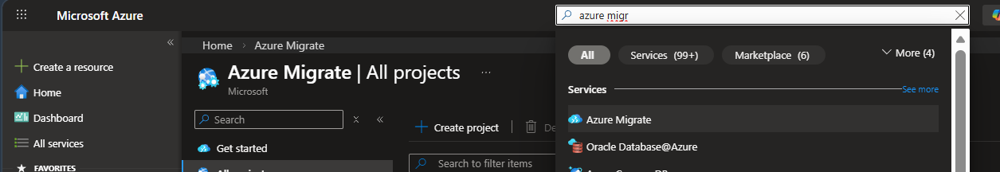 Microsoft Azure
azure migr
Create a resource
Home
Dashboard
All services
FAVORITES
Home > Azure Migrate
Azure Migrate | All projects
Microsoft
Search
Get started
Create project
Search to filter items
All
Services (99+)
Marketplace (6)
More (4)
Services
See more
Azure Migrate
Oracle Database@Azure